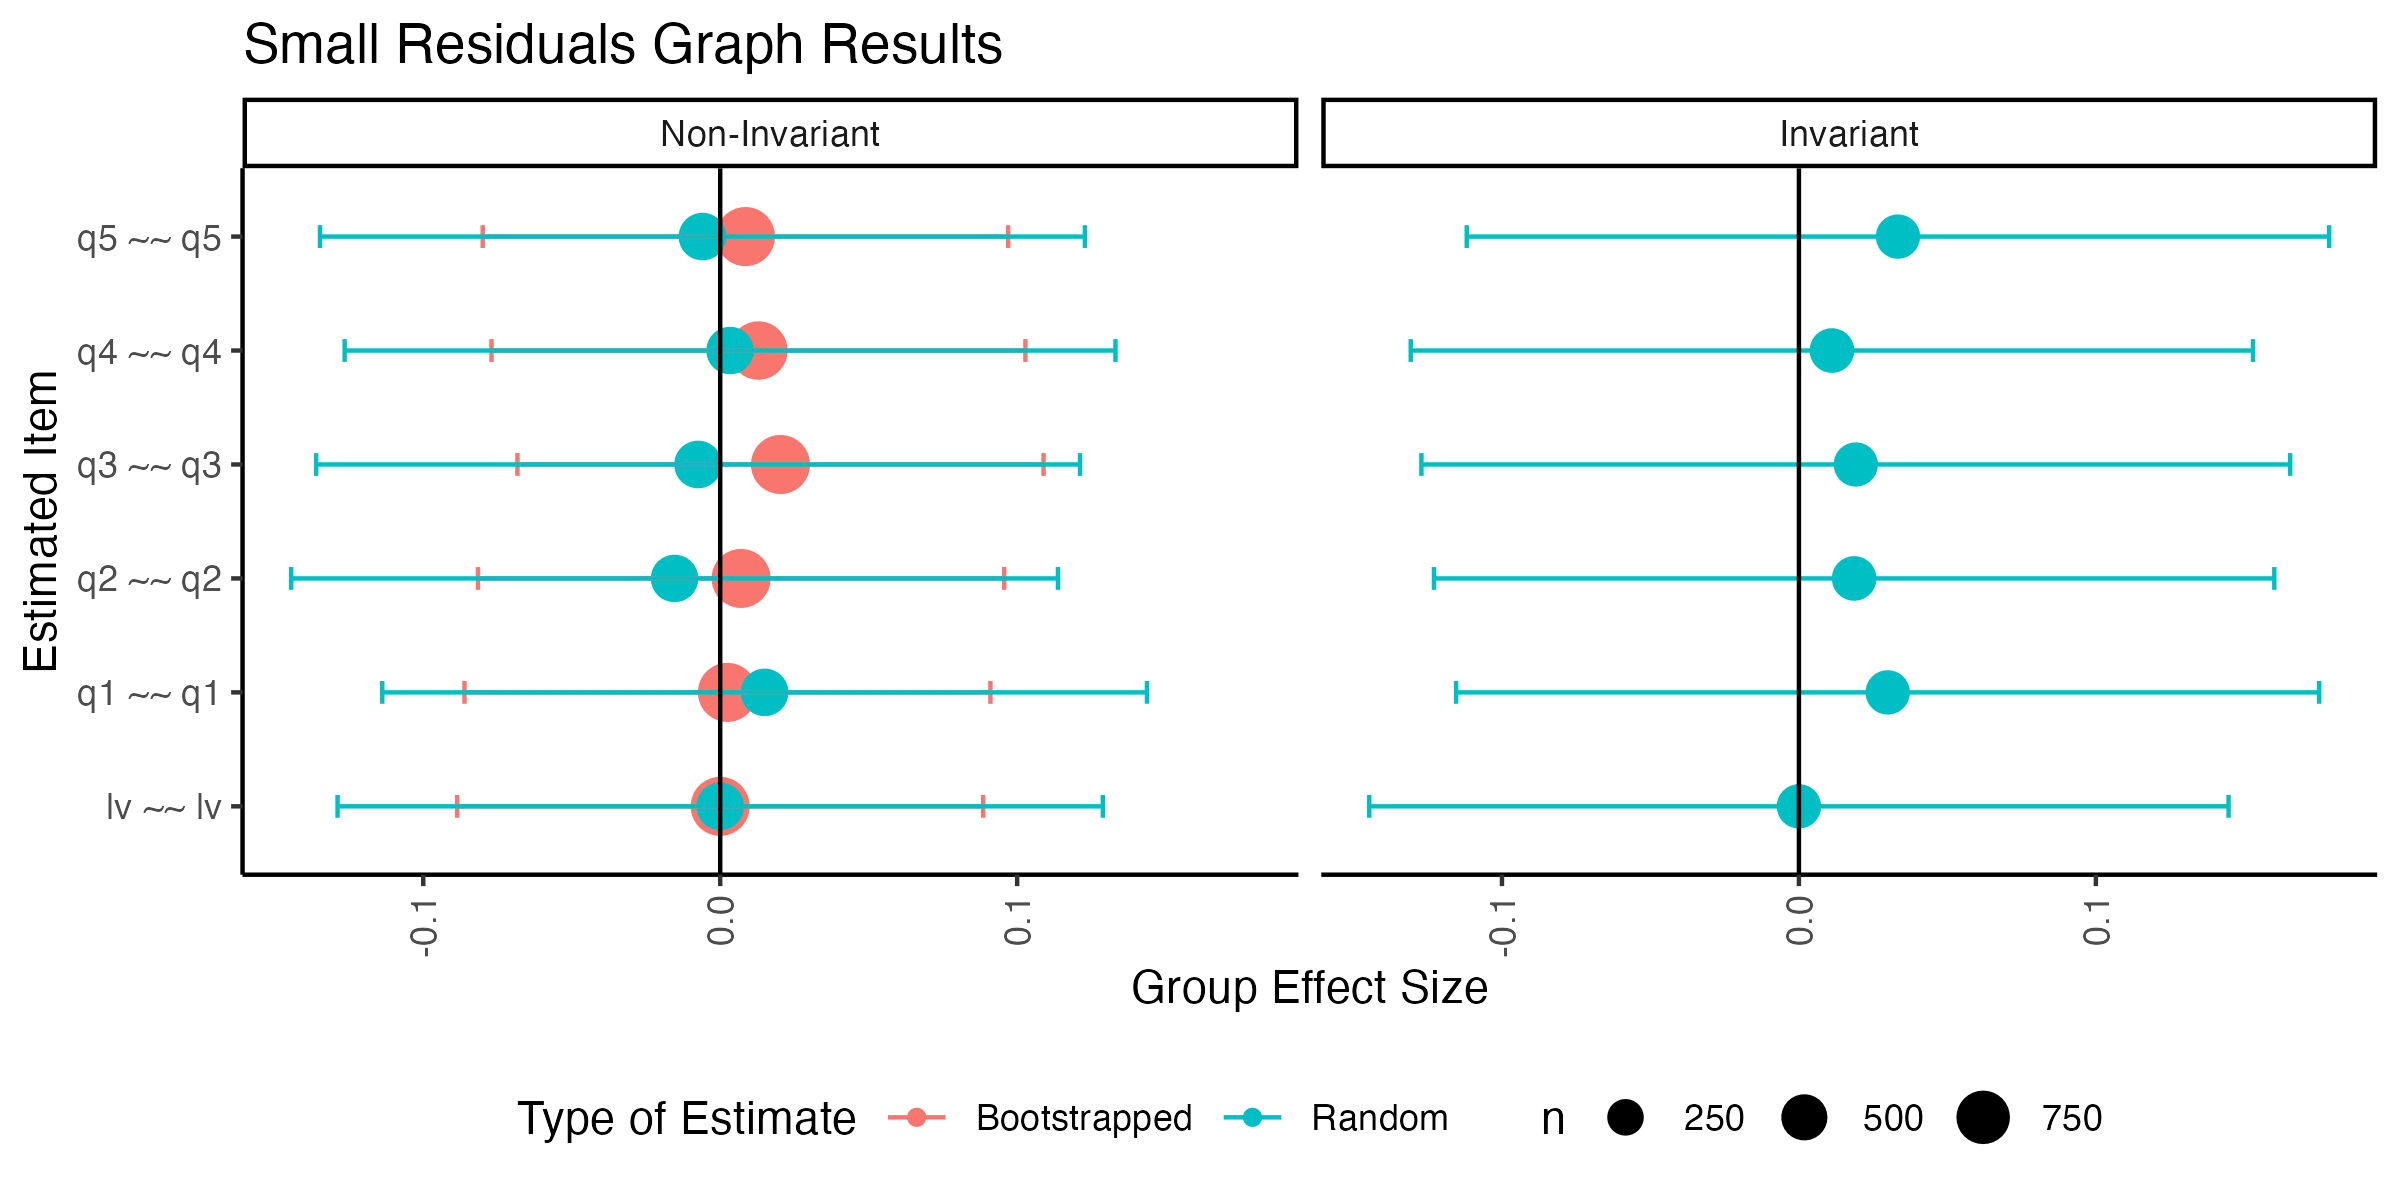 Small Residuals Graph Results
Non-Invariant
Invariant
Estimated Item
q5 ~~ q5
q4 ~~ q4
q3 ~~ q3
q2 ~~ q2
q1 ~~ q1
lv ~~ lv
-0.1
0.0
0.1
-0.1
0.0
0.1
Group Effect Size
Type of Estimate Bootstrapped Random n 250 500 750